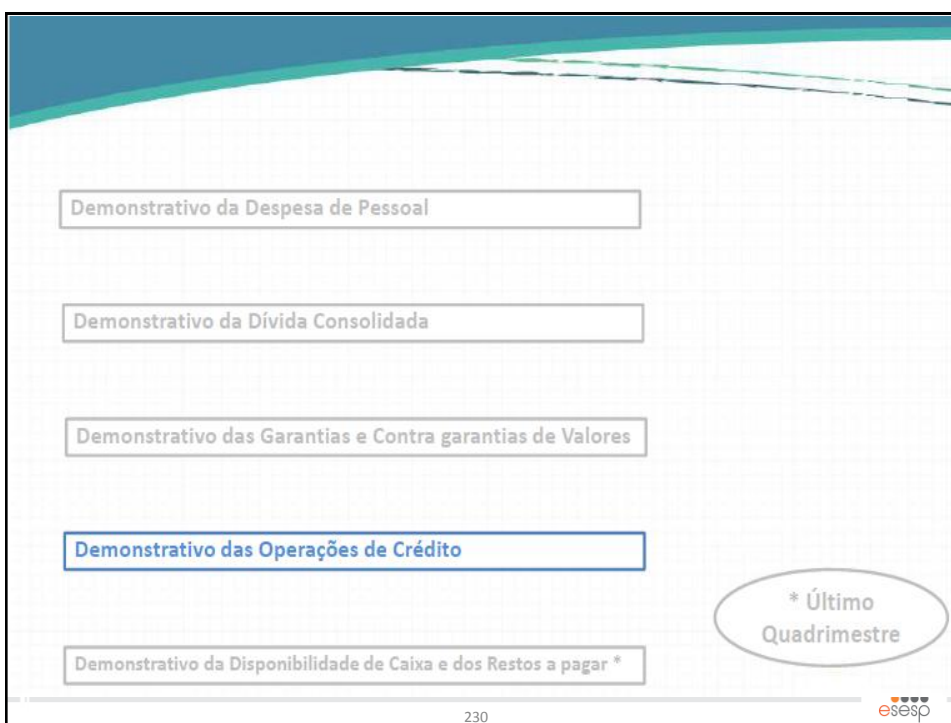 Demonstrativo da Despesa de Pessoal
Demonstrativo da Dívida Consolidada
Demonstrativo das Garantias e Contra garantias de Valores
Demonstrativo das Operações de Crédito
* Último
Quadrimestre
Demonstrativo da Disponibilidade de Caixa e dos Restos a pagar *
230
esesp